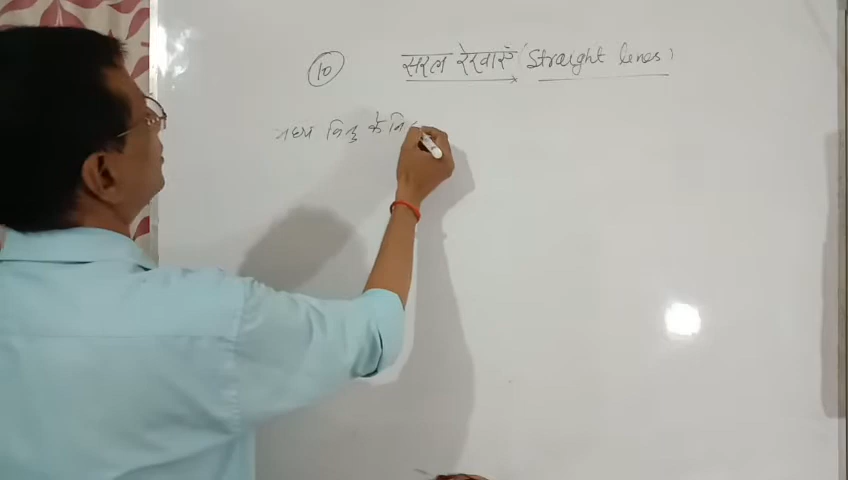 10 सरल रेखाएँ (Straight lines)
मध्य बिन्दु के नि